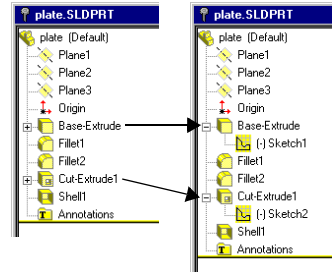 plate.SLDPRT
plate (Default)
Plane1
Plane2
Plane3
Origin
Base-Extrude
Fillet1
Fillet2
Cut-Extrude1
Shell1
Annotations
plate.SLDPRT
plate (Default)
Plane1
Plane2
Plane3
Origin
Base-Extrude
(-) Sketch1
Fillet1
Fillet2
Cut-Extrude1
(-) Sketch2
Shell1
Annotations